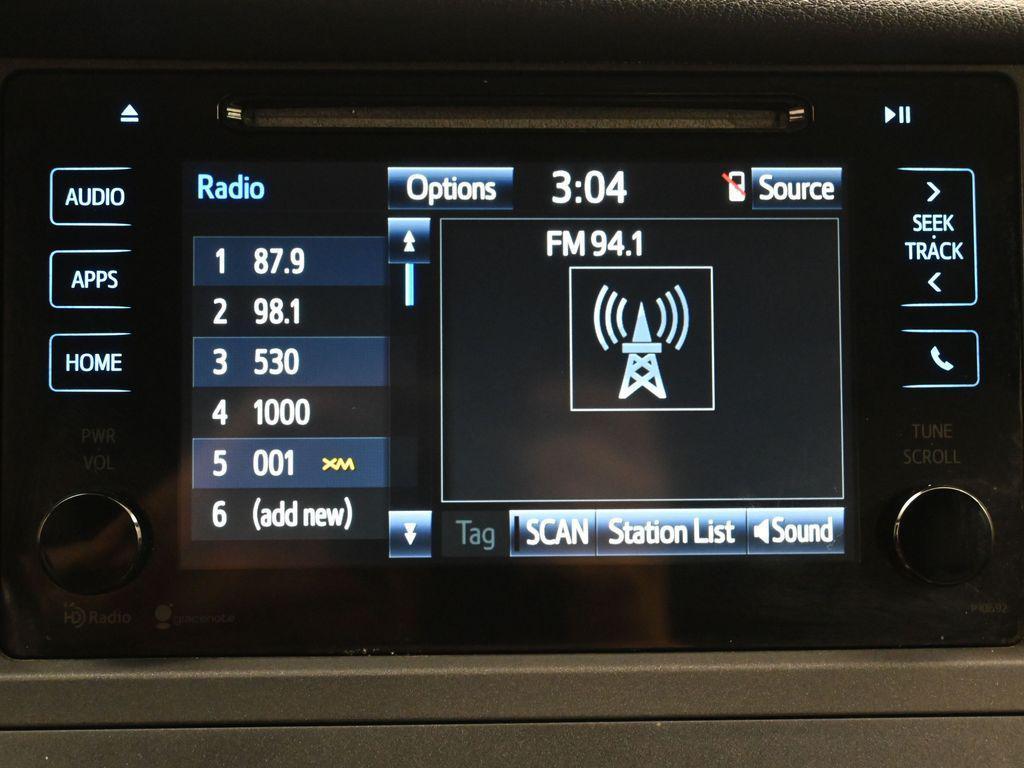 AUDIO
APPS
HOME
PWR
VOL
HD Radio
gracenote
Radio
Options
3:04
Source
1 87.9
2 98.1
3 530
4 1000
5 001 XM
6 (add new)
FM 94.1
Tag
SCAN
Station List
Sound
SEEK
TRACK
TUNE
SCROLL